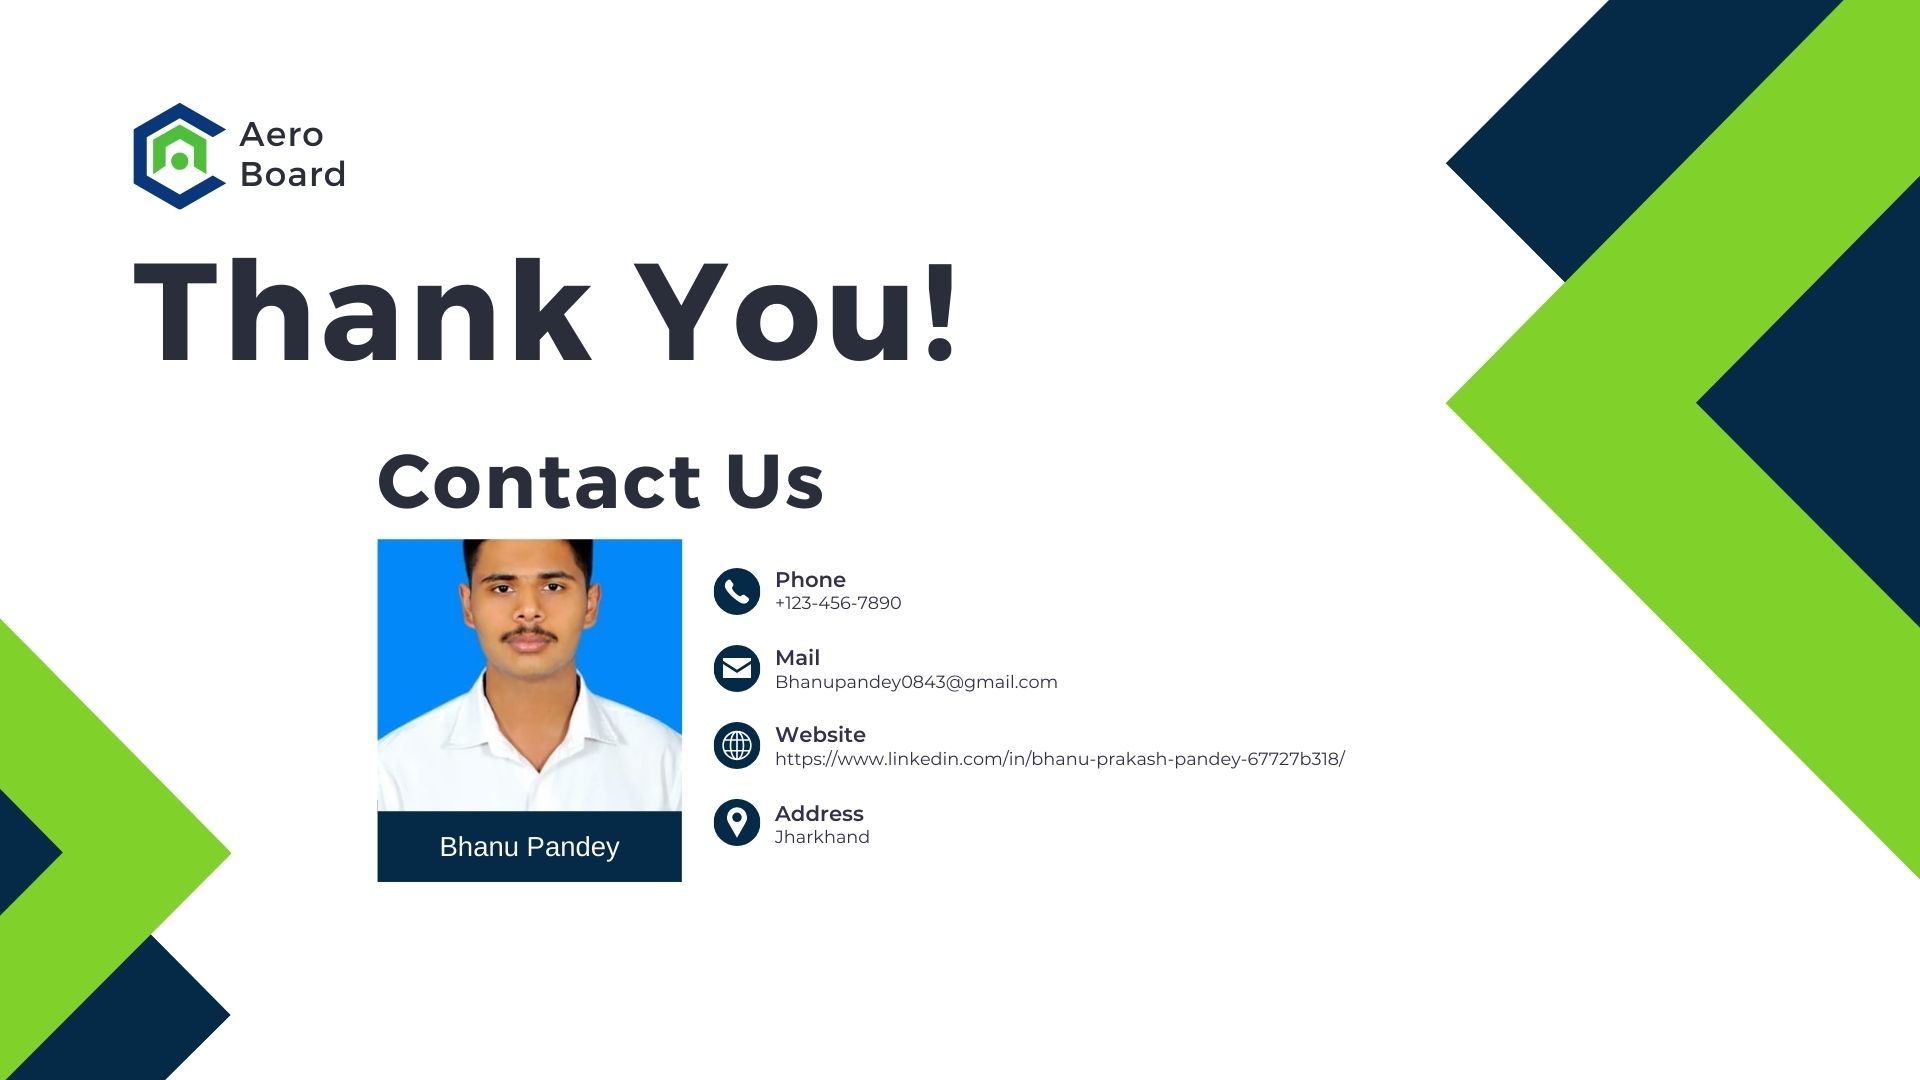 Aero
Board
Thank You!
Contact Us
Phone
+123-456-7890
Mail
Bhanupandey0843@gmail.com
Website
https://www.linkedin.com/in/bhanu-prakash-pandey-67727b318/
Address
Jharkhand
Bhanu Pandey